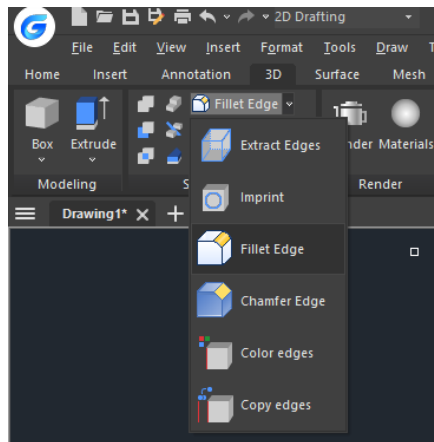 2D Drafting
File Edit View Insert Format Tools Draw
Home Insert Annotation 3D Surface Mesh
Fillet Edge
Box Extrude Materials
Extract Edges
Modeling Render
Imprint
Drawing1*
Fillet Edge
Chamfer Edge
Color edges
Copy edges